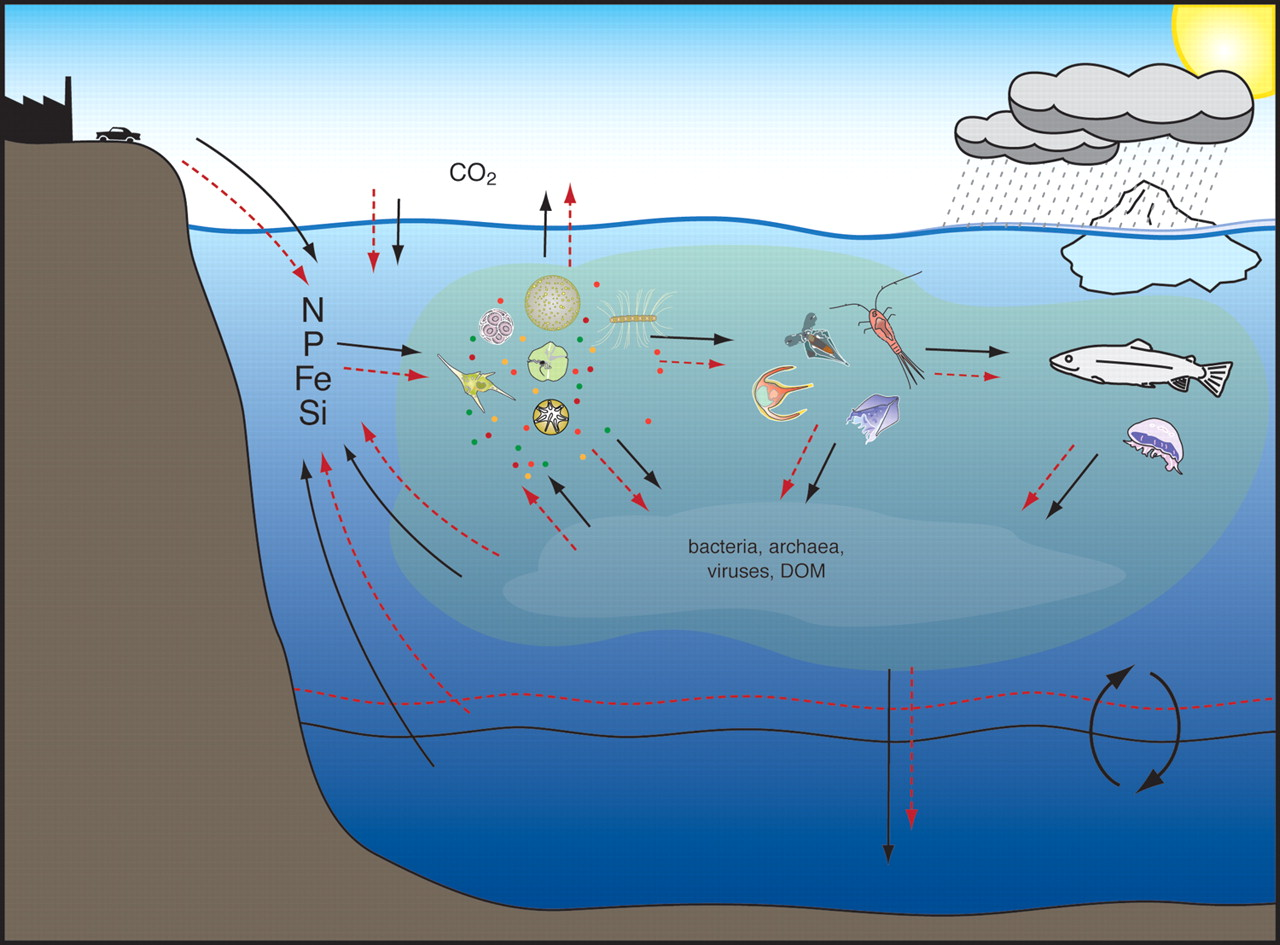 CO₂
N
P
Fe
Si
bacteria, archaea,
viruses, DOM